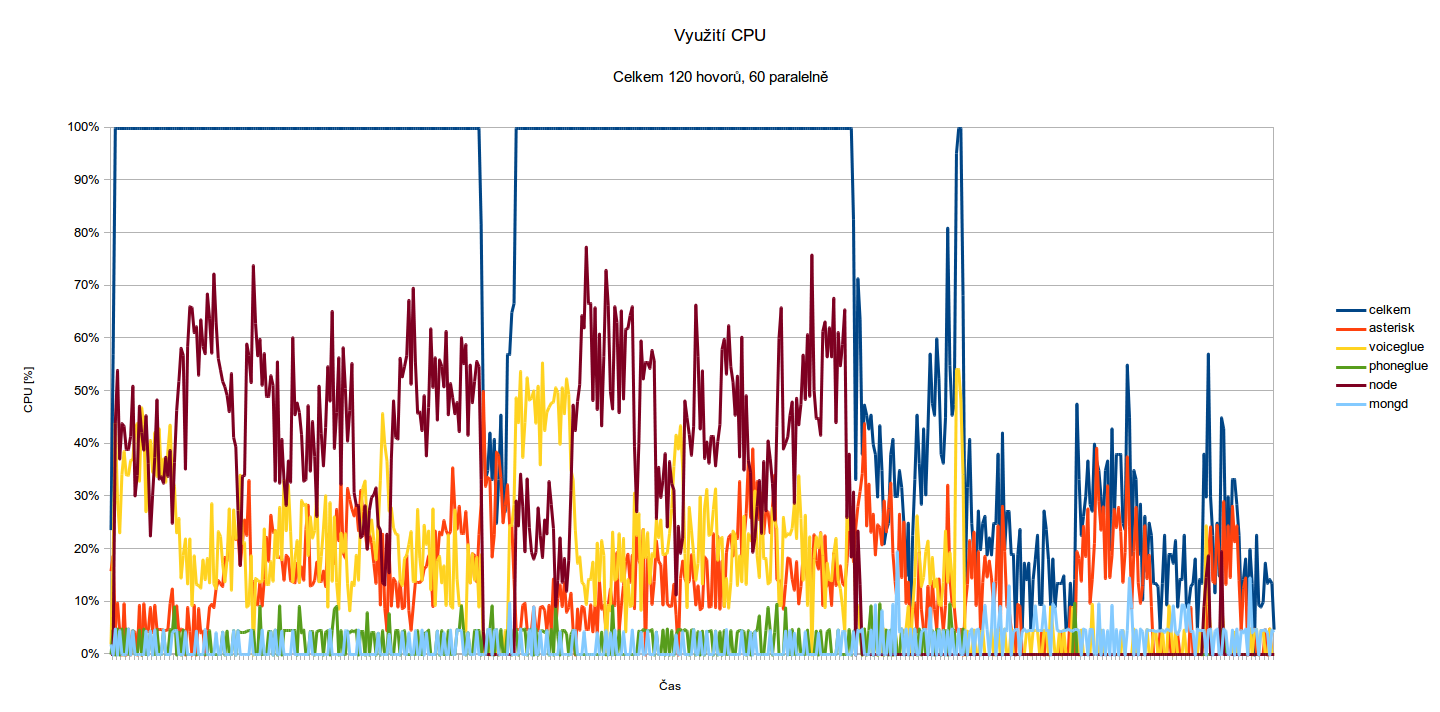 Využití CPU
Celkem 120 hovorů, 60 paralelně
100%
90%
80%
70%
60%
50%
40%
30%
20%
10%
0%
CPU [%]
Čas
celkem
asterisk
voiceglue
phoneglue
node
mongd